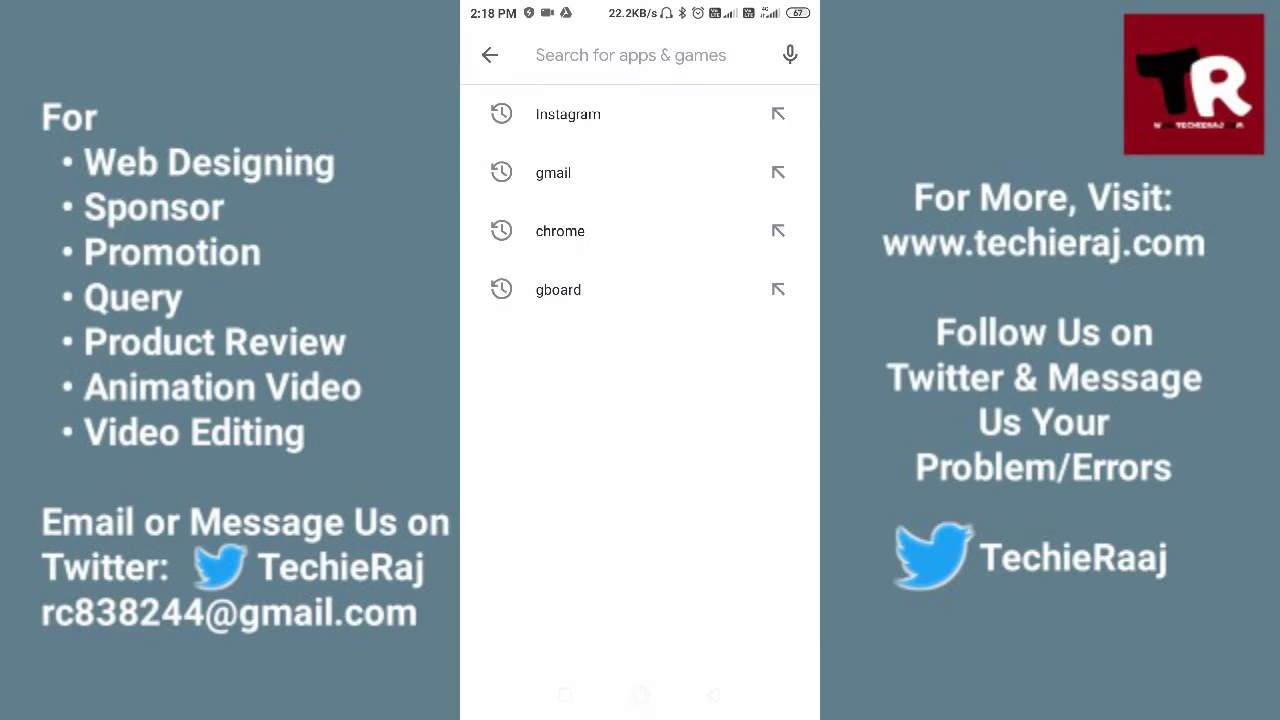 For
• Web Designing
• Sponsor
• Promotion
• Query
• Product Review
• Animation Video
• Video Editing
Email or Message Us on
Twitter: TechieRaj
rc838244@gmail.com
2:18 PM 22.2KB/s 4G 67
Search for apps & games
Instagram
gmail
chrome
gboard
TR
For More, Visit:
www.techieraj.com
Follow Us on
Twitter & Message
Us Your
Problem/Errors
TechieRaaj